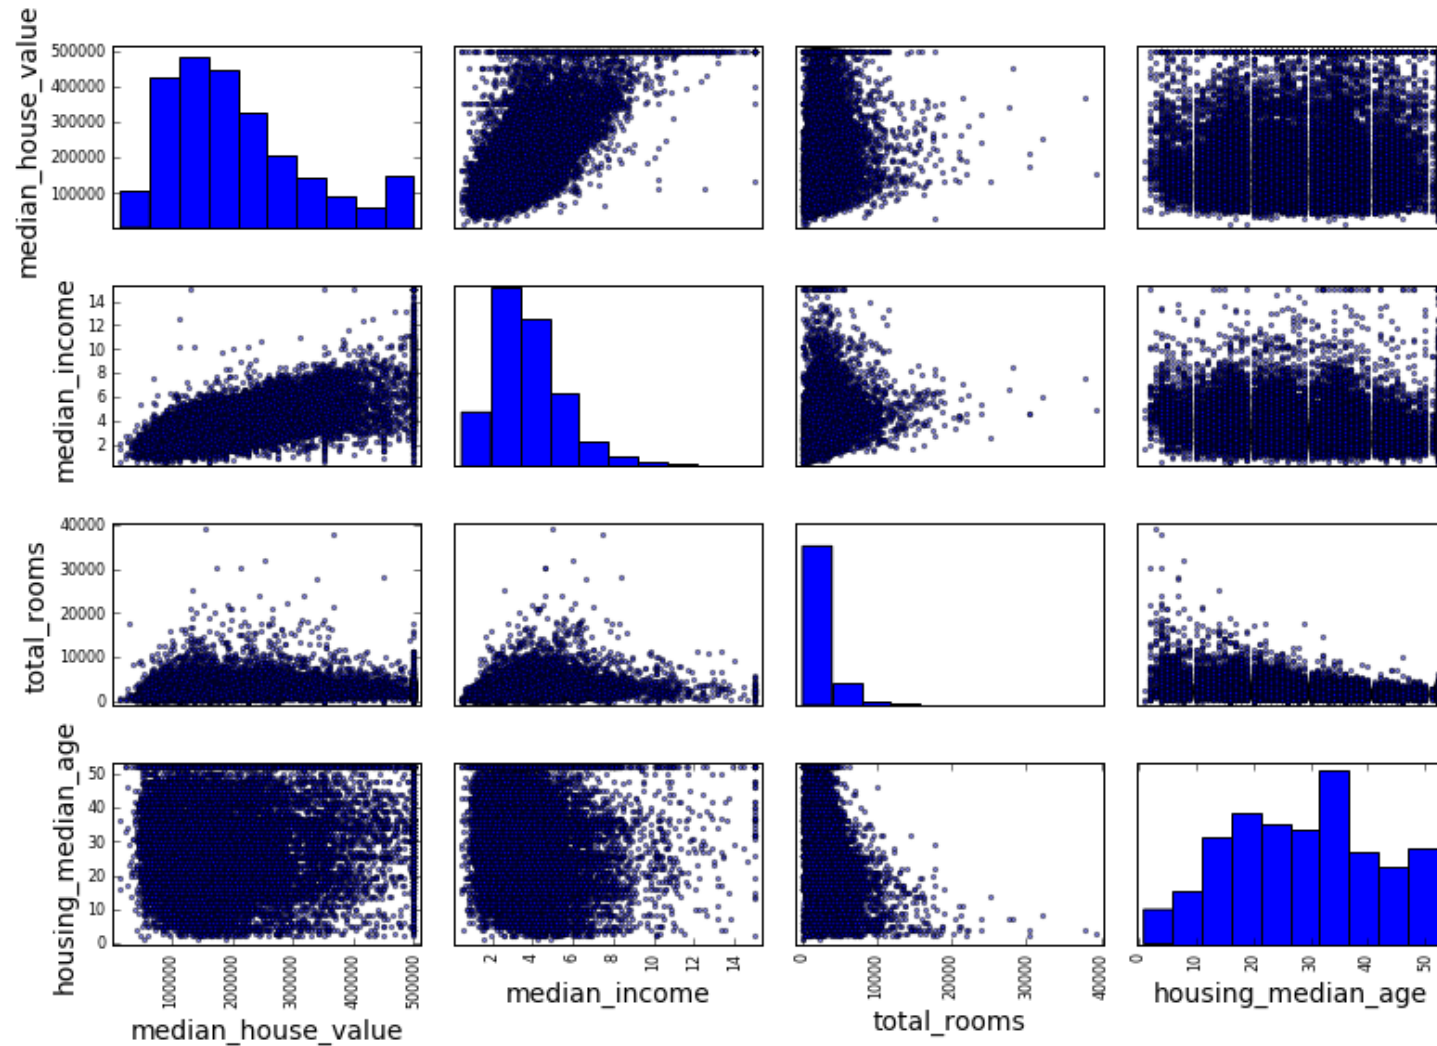 median_house_value
500000
400000
300000
200000
100000
median_income
14
12
10
8
6
4
2
total_rooms
40000
30000
20000
10000
0
housing_median_age
50
40
30
20
10
0
100000 200000 300000 400000 500000
2 4 6 8 10 12 14
0 10000 20000 30000 40000
0 10 20 30 40 50
median_house_value
median_income
total_rooms
housing_median_age